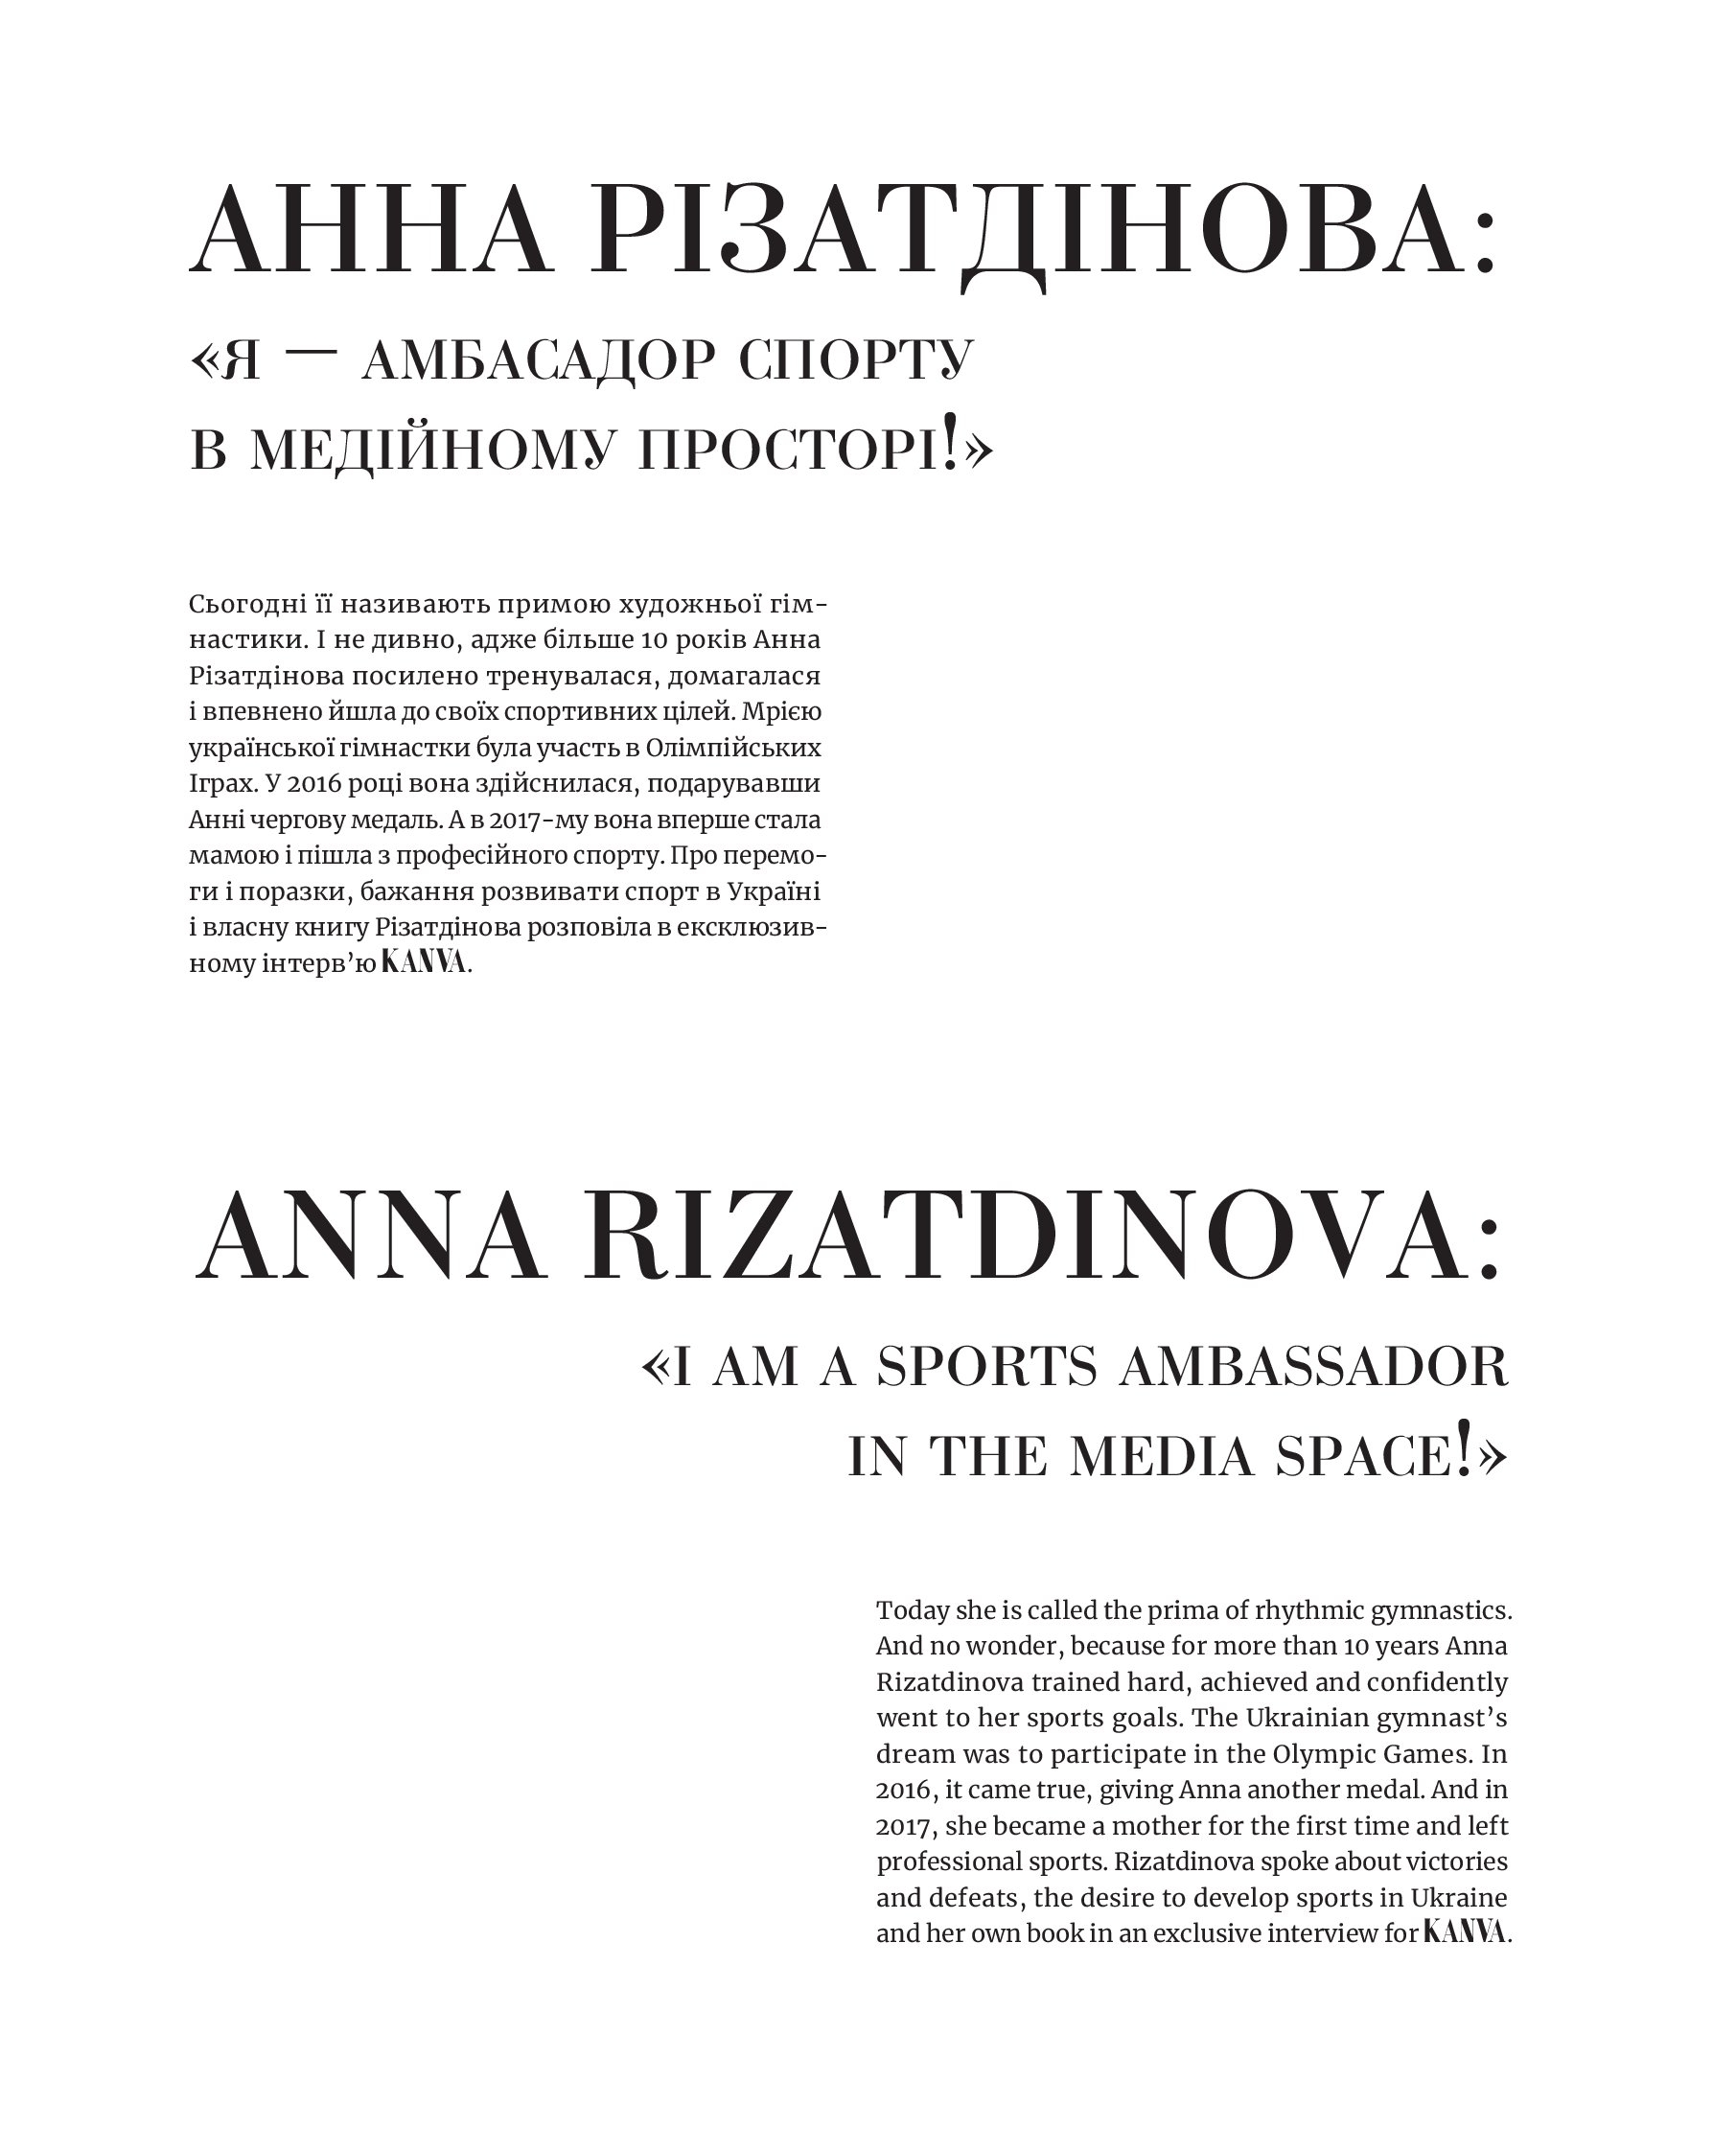 АННА РІЗАТДІНОВА:
«Я — АМБАСАДОР СПОРТУ
В МЕДІЙНОМУ ПРОСТОРІ!»
Сьогодні її називають примою художньої гім-
настики. І не дивно, адже більше 10 років Анна
Різатдінова посилено тренувалася, домагалася
і впевнено йшла до своїх спортивних цілей. Мрією
української гімнастки була участь в Олімпійських
Іграх. У 2016 році вона здійснилася, подарувавши
Анні чергову медаль. А в 2017-му вона вперше стала
мамою і пішла з професійного спорту. Про перемо-
ги і поразки, бажання розвивати спорт в Україні
і власну книгу Різатдінова розповіла в ексклюзив-
ному інтерв’ю KANVA.
ANNA RIZATDINOVA:
«I AM A SPORTS AMBASSADOR
IN THE MEDIA SPACE!»
Today she is called the prima of rhythmic gymnastics.
And no wonder, because for more than 10 years Anna
Rizatdinova trained hard, achieved and confidently
went to her sports goals. The Ukrainian gymnast’s
dream was to participate in the Olympic Games. In
2016, it came true, giving Anna another medal. And in
2017, she became a mother for the first time and left
professional sports. Rizatdinova spoke about victories
and defeats, the desire to develop sports in Ukraine
and her own book in an exclusive interview for KANVA.